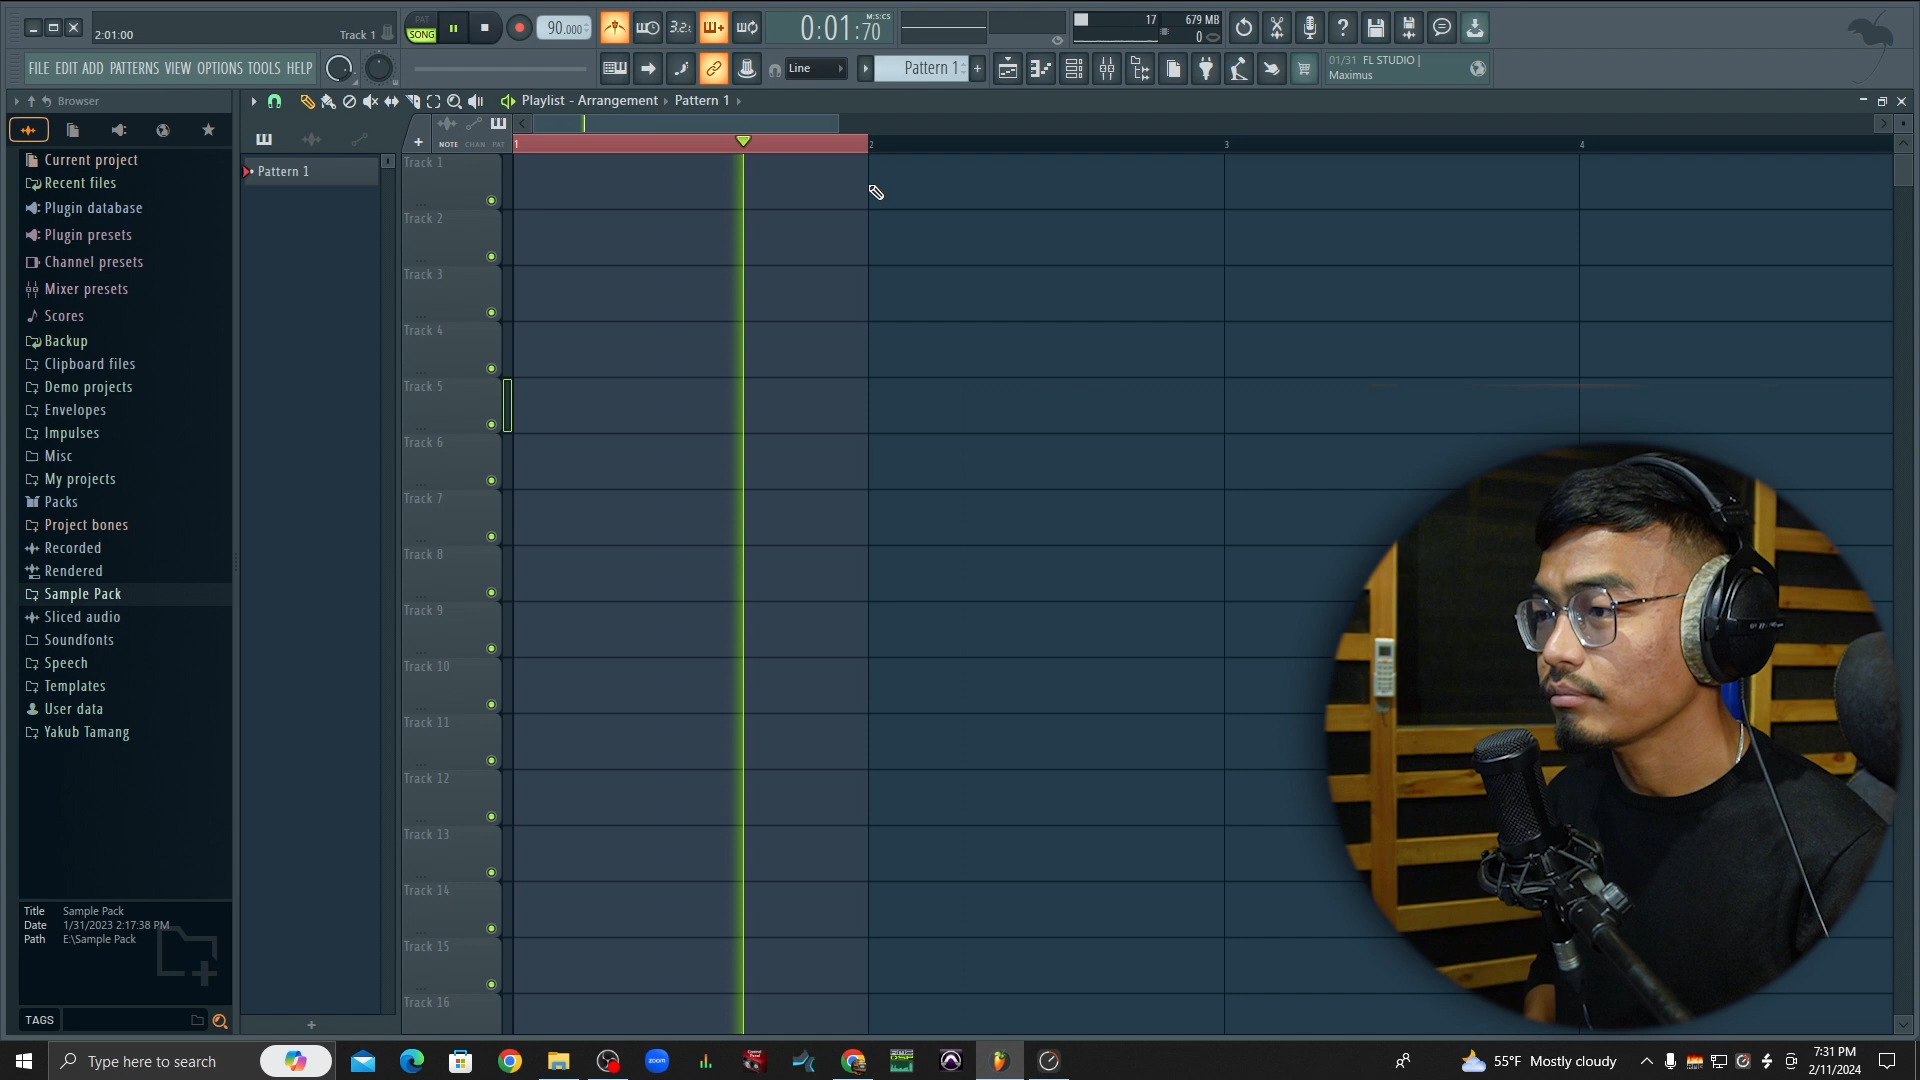 2:01:00
Track 1
PAT
SONG
90.000
3.2.
0:01:70
M:S:CS
17
679 MB
0
FILE EDIT ADD PATTERNS VIEW OPTIONS TOOLS HELP
Line
Pattern 1
+
01/31 FL STUDIO |
Maximus
Browser
Playlist - Arrangement
Pattern 1
NOTE CHAN PAT
1
2
3
4
Current project
Recent files
Plugin database
Plugin presets
Channel presets
Mixer presets
Scores
Backup
Clipboard files
Demo projects
Envelopes
Impulses
Misc
My projects
Packs
Project bones
Recorded
Rendered
Sample Pack
Sliced audio
Soundfonts
Speech
Templates
User data
Yakub Tamang
Pattern 1
Track 1
Track 2
Track 3
Track 4
Track 5
Track 6
Track 7
Track 8
Track 9
Track 10
Track 11
Track 12
Track 13
Track 14
Track 15
Track 16
Title Sample Pack
Date 1/31/2023 2:17:38 PM
Path E:\Sample Pack
TAGS
Type here to search
zoom
55°F Mostly cloudy
7:31 PM
2/11/2024